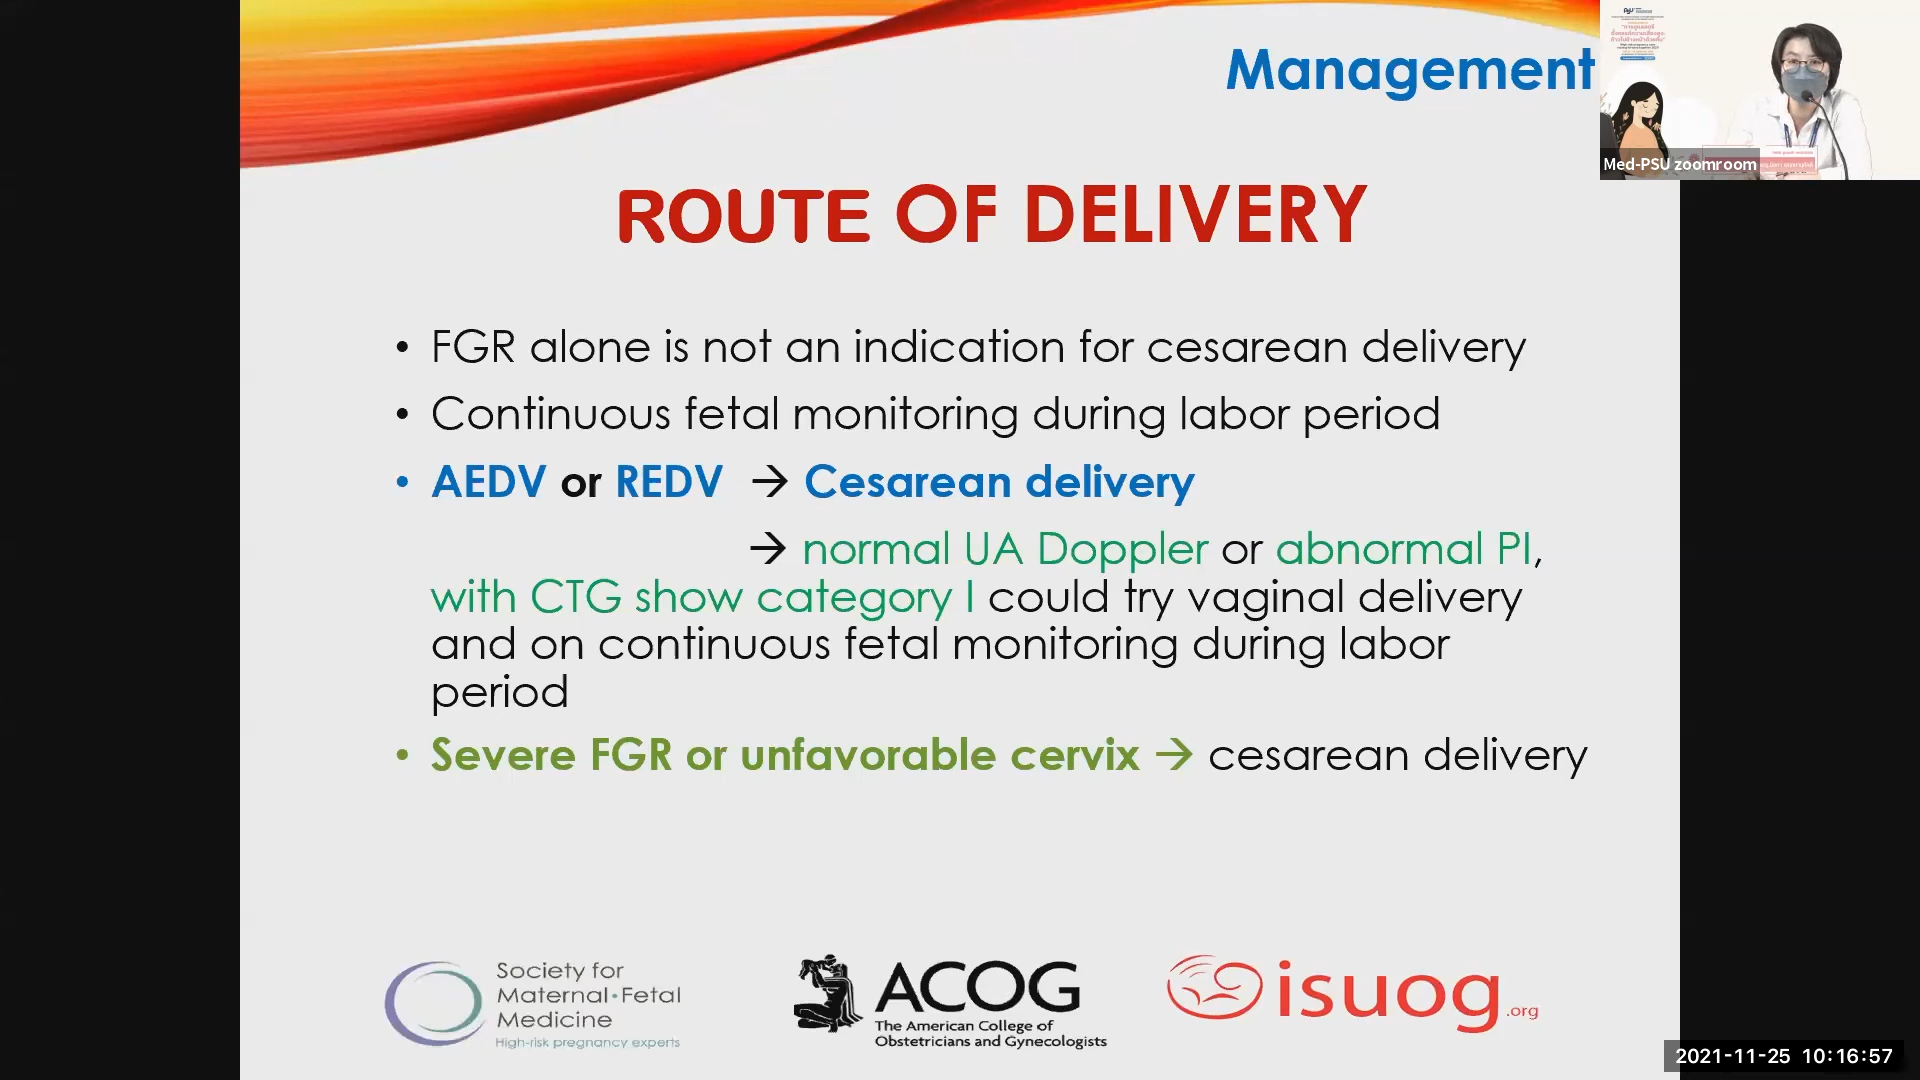 Management
Med-PSU zoomroom
ROUTE OF DELIVERY
• FGR alone is not an indication for cesarean delivery
• Continuous fetal monitoring during labor period
• AEDV or REDV → Cesarean delivery
→ normal UA Doppler or abnormal PI,
with CTG show category I could try vaginal delivery
and on continuous fetal monitoring during labor
period
• Severe FGR or unfavorable cervix → cesarean delivery
Society for
Maternal•Fetal
Medicine
High-risk pregnancy experts
ACOG
The American College of
Obstetricians and Gynecologists
isuog.org
2021-11-25 10:16:57